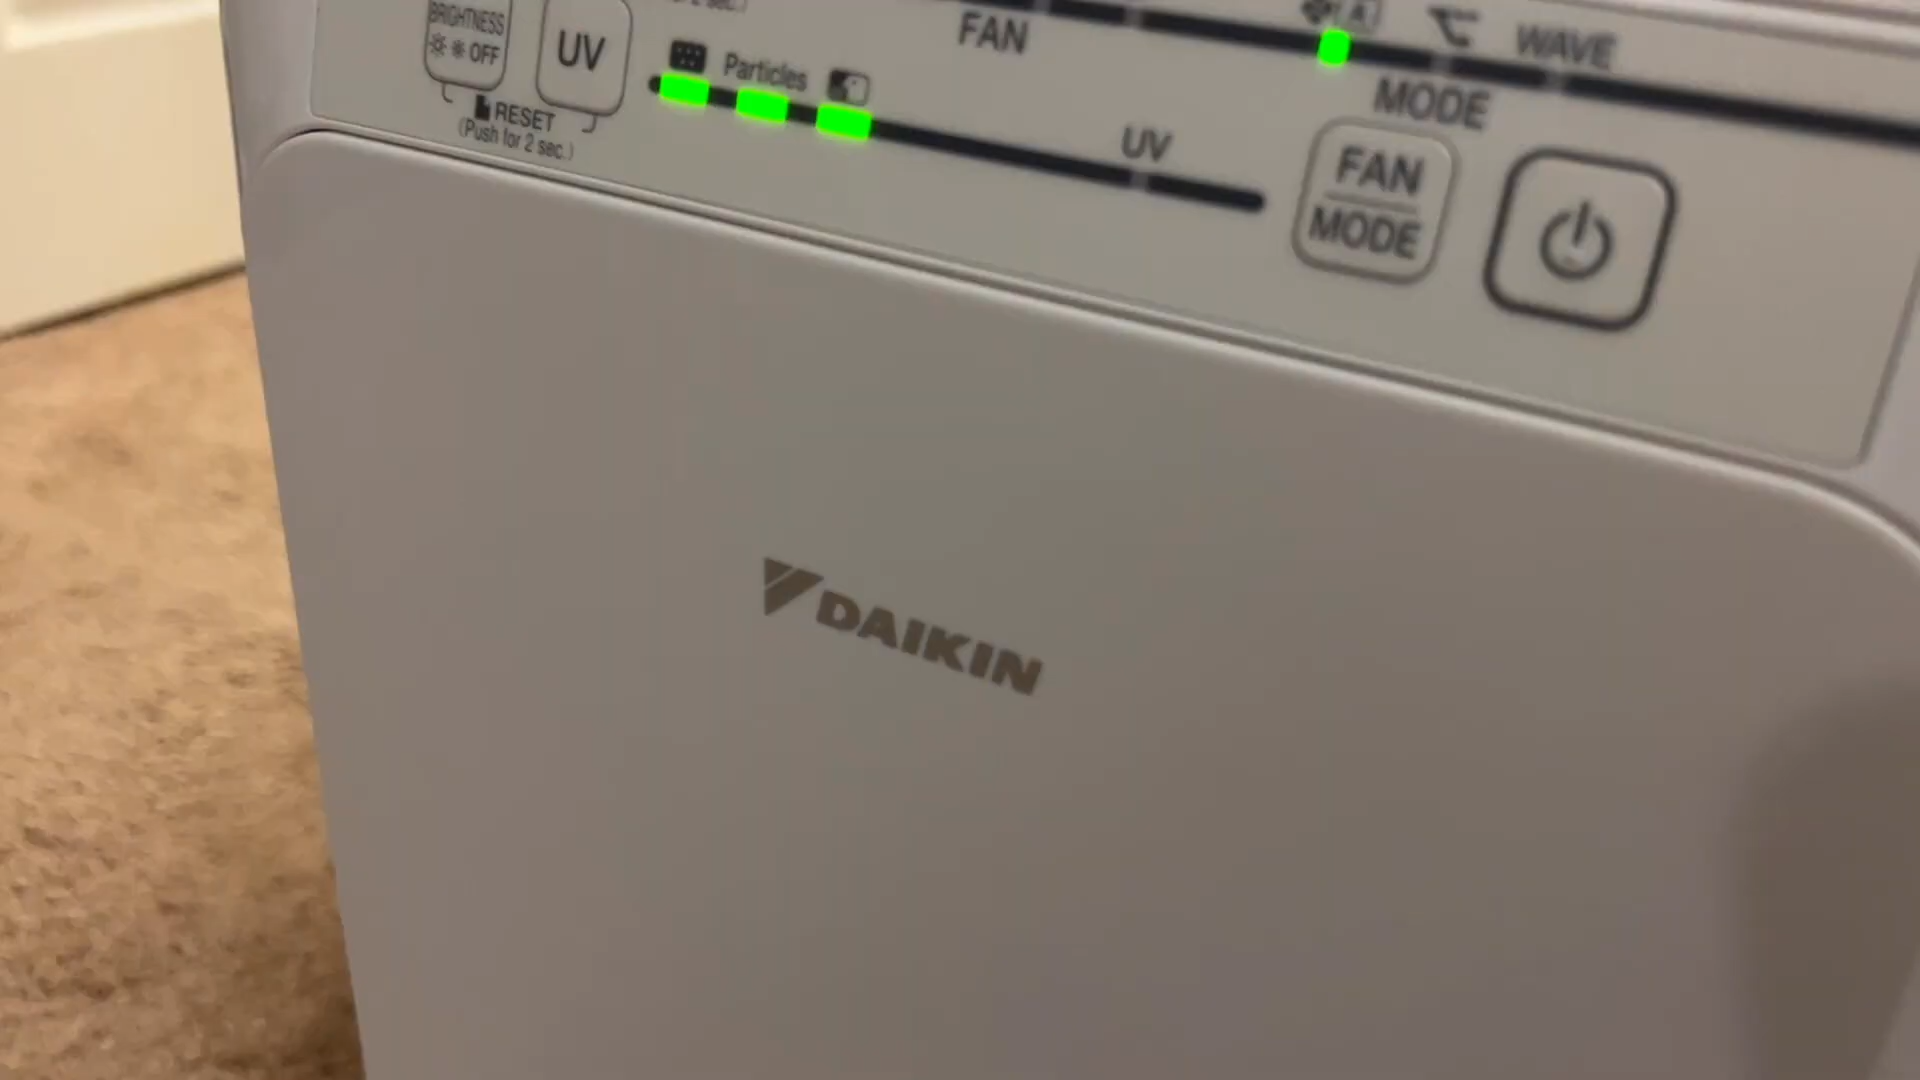 BRIGHTNESS
OFF
UV
RESET
(Push for 2 sec.)
Particles
FAN
UV
MODE
WAVE
FAN
MODE
DAIKIN